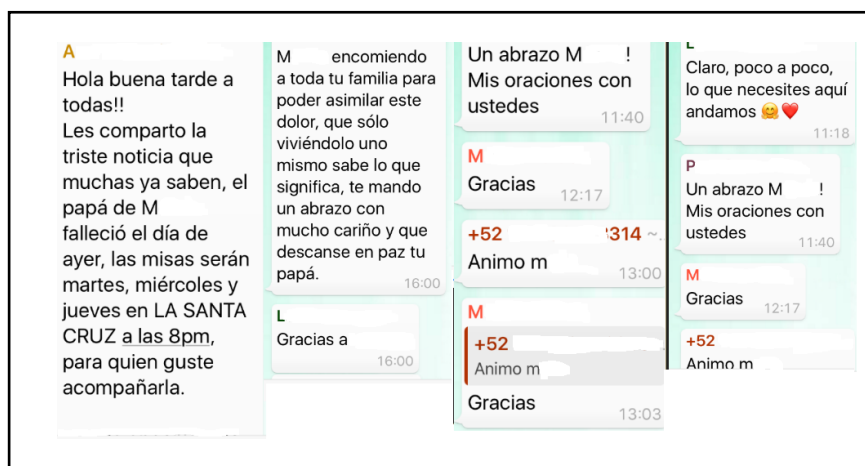 A
Hola buena tarde a
todas!!
Les comparto la
triste noticia que
muchas ya saben, el
papá de M
falleció el día de
ayer, las misas serán
martes, miércoles y
jueves en LA SANTA
CRUZ a las 8pm,
para quien guste
acompañarla.
M encomiendo
a toda tu familia para
poder asimilar este
dolor, que sólo
viviéndolo uno
mismo sabe lo que
significa, te mando
un abrazo con
mucho cariño y que
descanse en paz tu
papá.
16:00
L
Gracias a
16:00
Un abrazo M !
Mis oraciones con
ustedes
11:40
M
Gracias
12:17
+52 314 ~
Animo m
13:00
M
+52
Animo m
Gracias
13:03
L
Claro, poco a poco,
lo que necesites aquí
andamos 🤗❤️
11:18
P
Un abrazo M !
Mis oraciones con
ustedes
11:40
M
Gracias
12:17
+52
Animo m